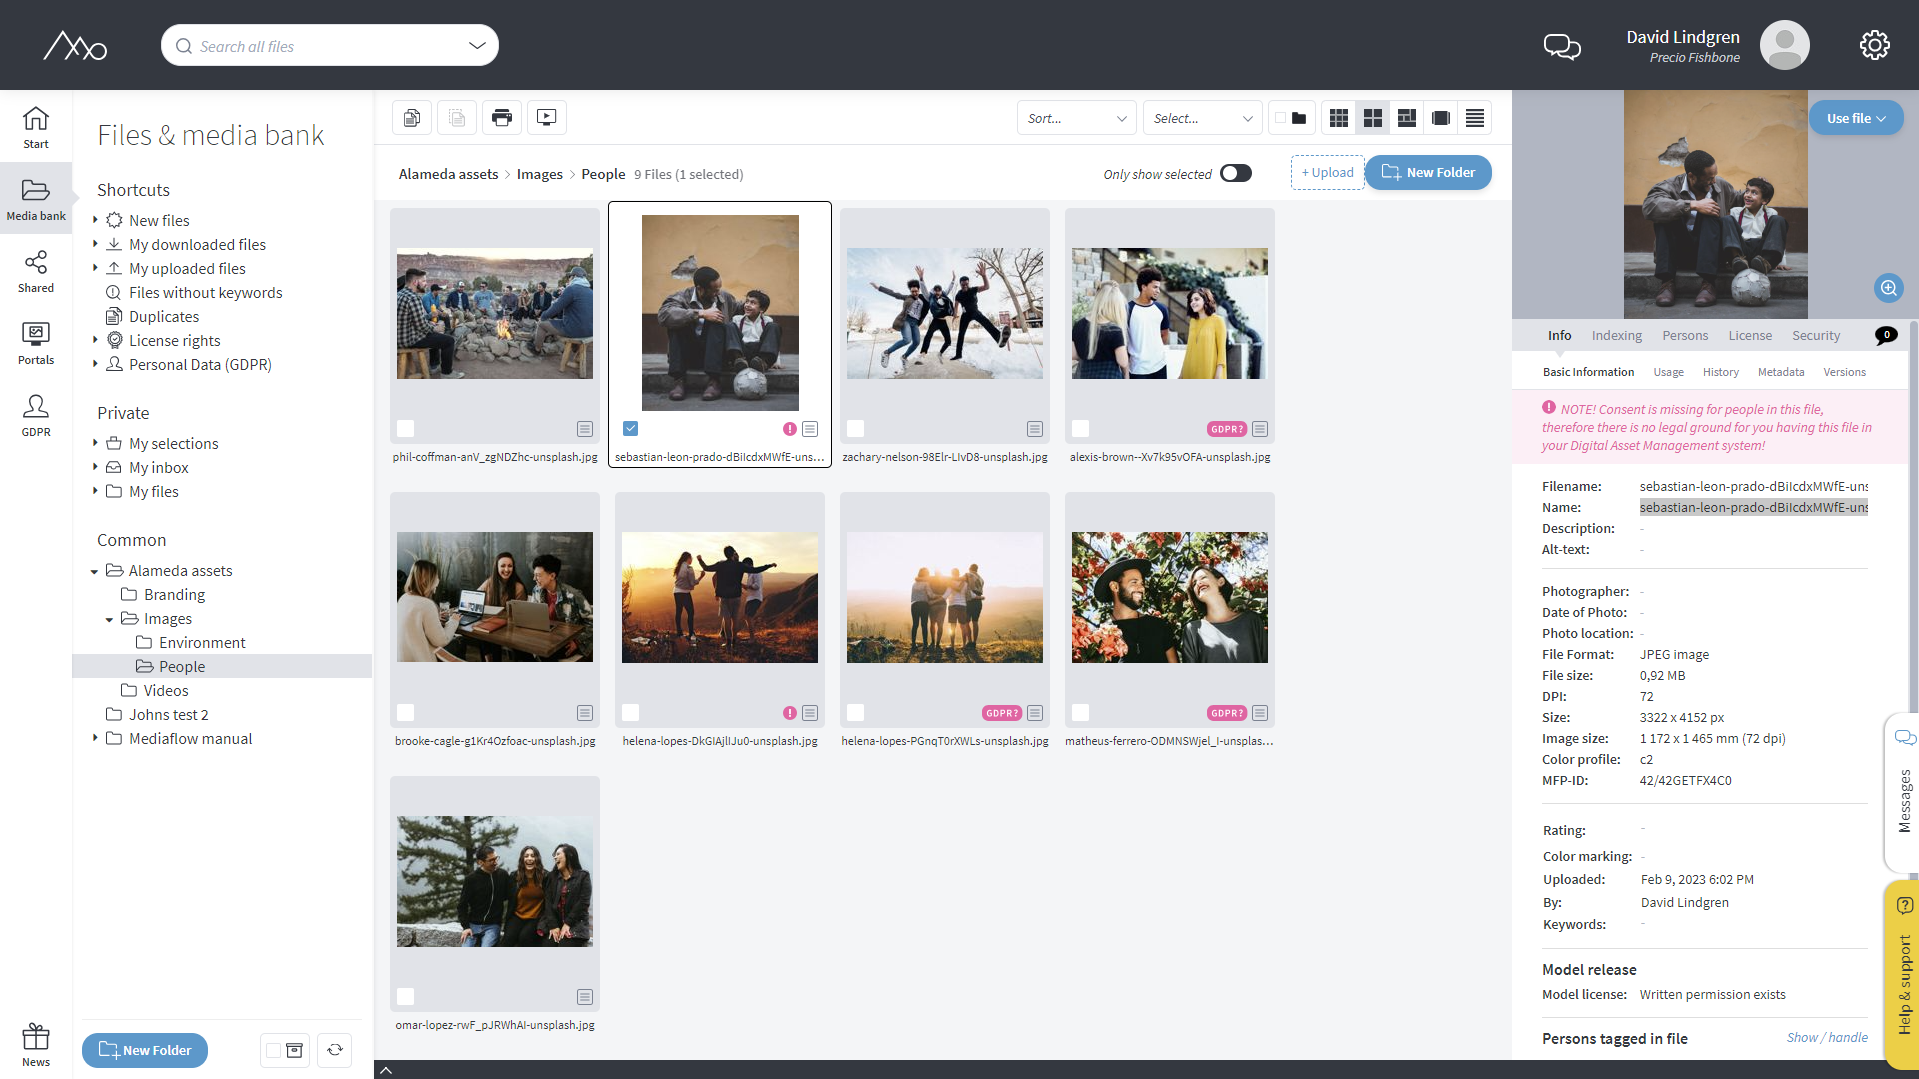 Search all files
David Lindgren
Precio Fishbone
Start
Media bank
Shared
Portals
GDPR
News
Files & media bank
Shortcuts
New files
My downloaded files
My uploaded files
Files without keywords
Duplicates
License rights
Personal Data (GDPR)
Private
My selections
My inbox
My files
Common
Alameda assets
Branding
Images
Environment
People
Videos
Johns test 2
Mediaflow manual
New Folder
Sort...
Select...
Alameda assets > Images > People 9 Files (1 selected)
Only show selected
+ Upload
New Folder
phil-coffman-anV_zgNDZhc-unsplash.jpg
sebastian-leon-prado-dBiIcdxMWfE-uns...
zachary-nelson-98Elr-LIvD8-unsplash.jpg
GDPR?
alexis-brown--Xv7k95vOFA-unsplash.jpg
brooke-cagle-g1Kr4Ozfoac-unsplash.jpg
helena-lopes-DkGIAjlIJu0-unsplash.jpg
GDPR?
helena-lopes-PGnqT0rXWLs-unsplash.jpg
GDPR?
matheus-ferrero-ODMNSWjel_I-unsplas...
omar-lopez-rwF_pJRWhAI-unsplash.jpg
Use file
Info Indexing Persons License Security 0
Basic Information Usage History Metadata Versions
! NOTE! Consent is missing for people in this file,
therefore there is no legal ground for you having this file in
your Digital Asset Management system!
Filename: sebastian-leon-prado-dBiIcdxMWfE-uns
Name: sebastian-leon-prado-dBiIcdxMWfE-uns
Description: -
Alt-text: -
Photographer: -
Date of Photo: -
Photo location: -
File Format: JPEG image
File size: 0,92 MB
DPI: 72
Size: 3322 x 4152 px
Image size: 1 172 x 1 465 mm (72 dpi)
Color profile: c2
MFP-ID: 42/42GETFX4C0
Rating: -
Color marking: -
Uploaded: Feb 9, 2023 6:02 PM
By: David Lindgren
Keywords: -
Model release
Model license: Written permission exists
Persons tagged in file Show / handle
Messages
Help & support